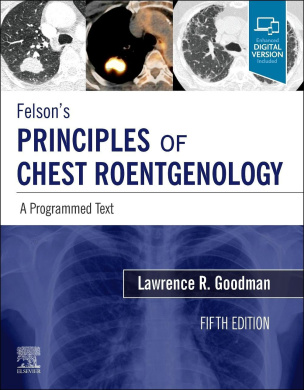 Enhanced
DIGITAL
VERSION
Included
Felson's
PRINCIPLES OF
CHEST ROENTGENOLOGY
A Programmed Text
Lawrence R. Goodman
FIFTH EDITION
ELSEVIER